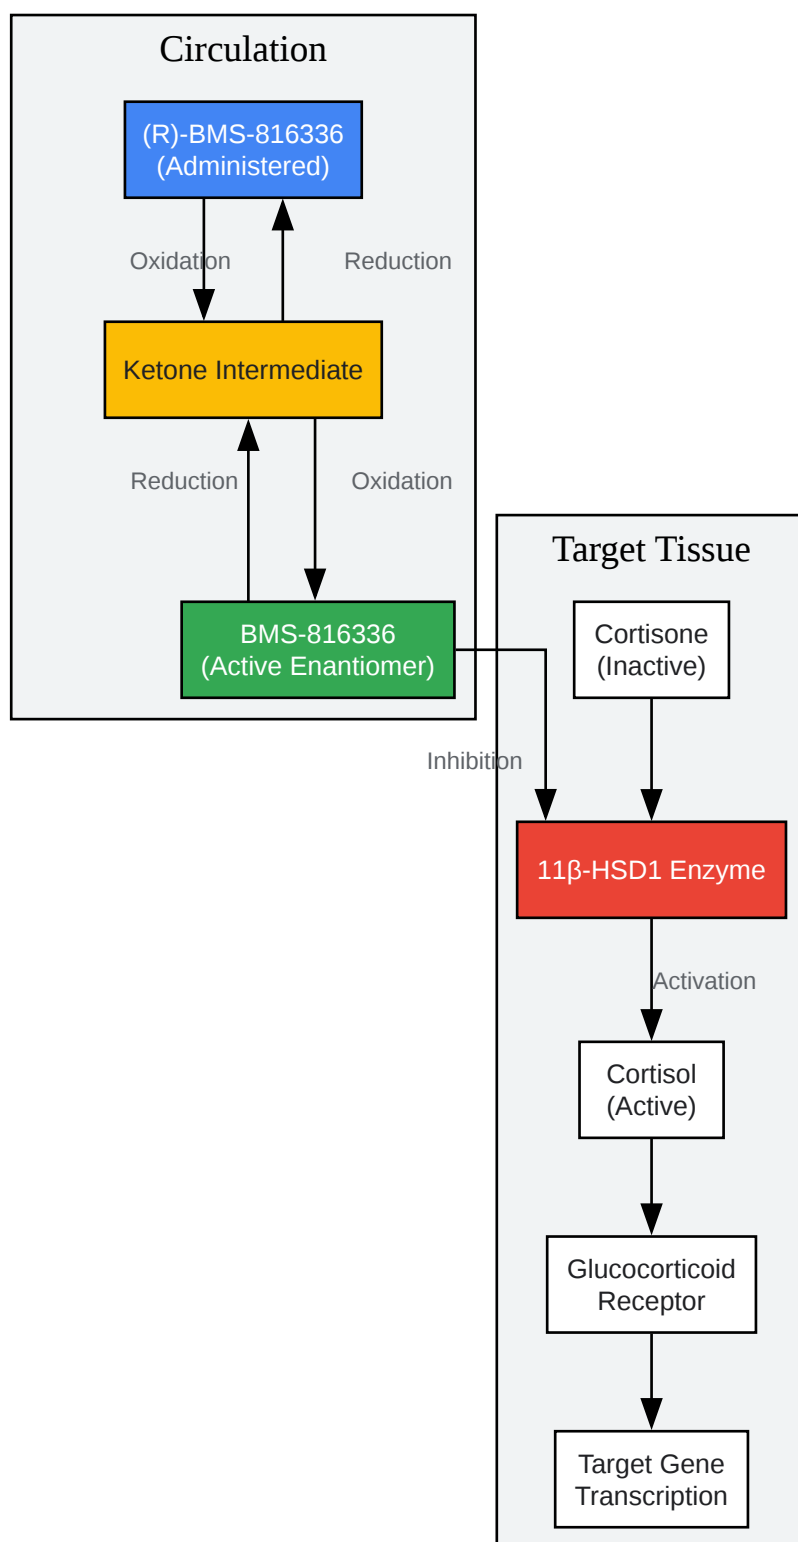 Circulation
(R)-BMS-816336
(Administered)
Oxidation
Reduction
Ketone Intermediate
Reduction
Oxidation
BMS-816336
(Active Enantiomer)
Target Tissue
Cortisone
(Inactive)
Inhibition
11β-HSD1 Enzyme
Activation
Cortisol
(Active)
Glucocorticoid
Receptor
Target Gene
Transcription